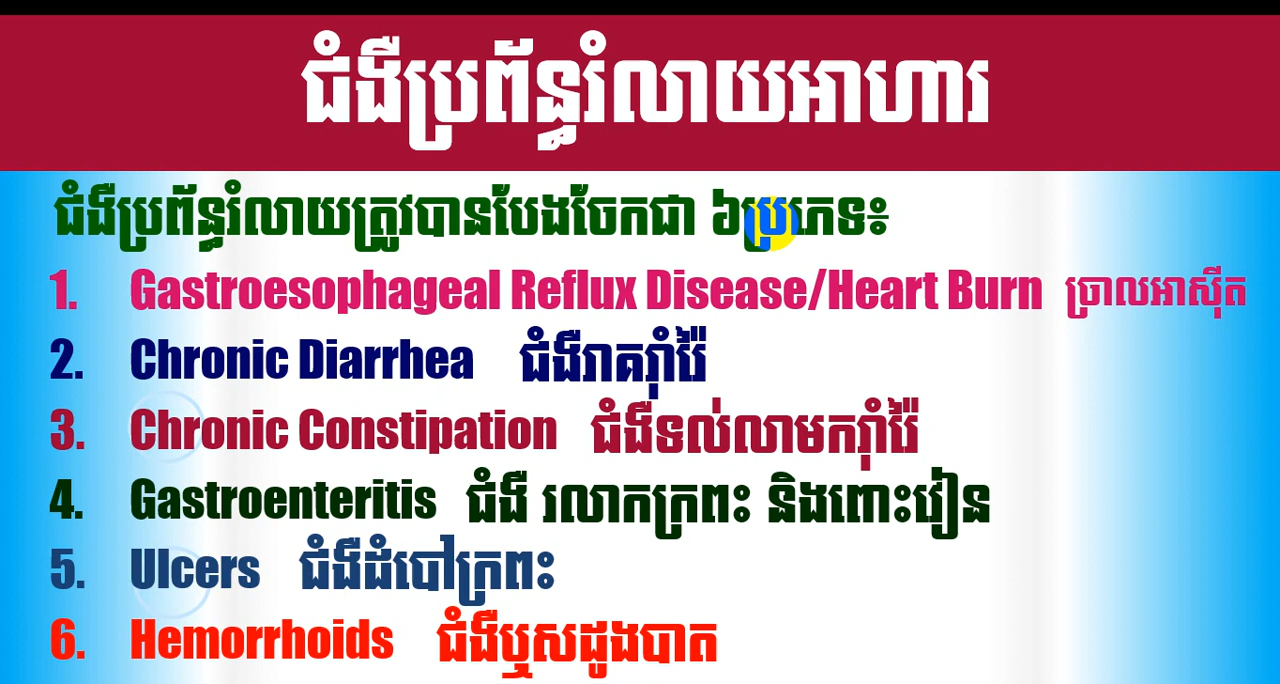 ជំងឺប្រព័ន្ធរំលាយអាហារ
ជំងឺប្រព័ន្ធរំលាយត្រូវបានបែងចែកជា ៦ប្រភេទ៖
1. Gastroesophageal Reflux Disease/Heart Burn ច្រាលអាស៊ីត
2. Chronic Diarrhea ជំងឺរាគរ៉ាំរ៉ៃ
3. Chronic Constipation ជំងឺទល់លាមករ៉ាំរ៉ៃ
4. Gastroenteritis ជំងឺ រលាកក្រពះ និងពោះវៀន
5. Ulcers ជំងឺដំបៅក្រពះ
6. Hemorrhoids ជំងឺឬសដូងបាត